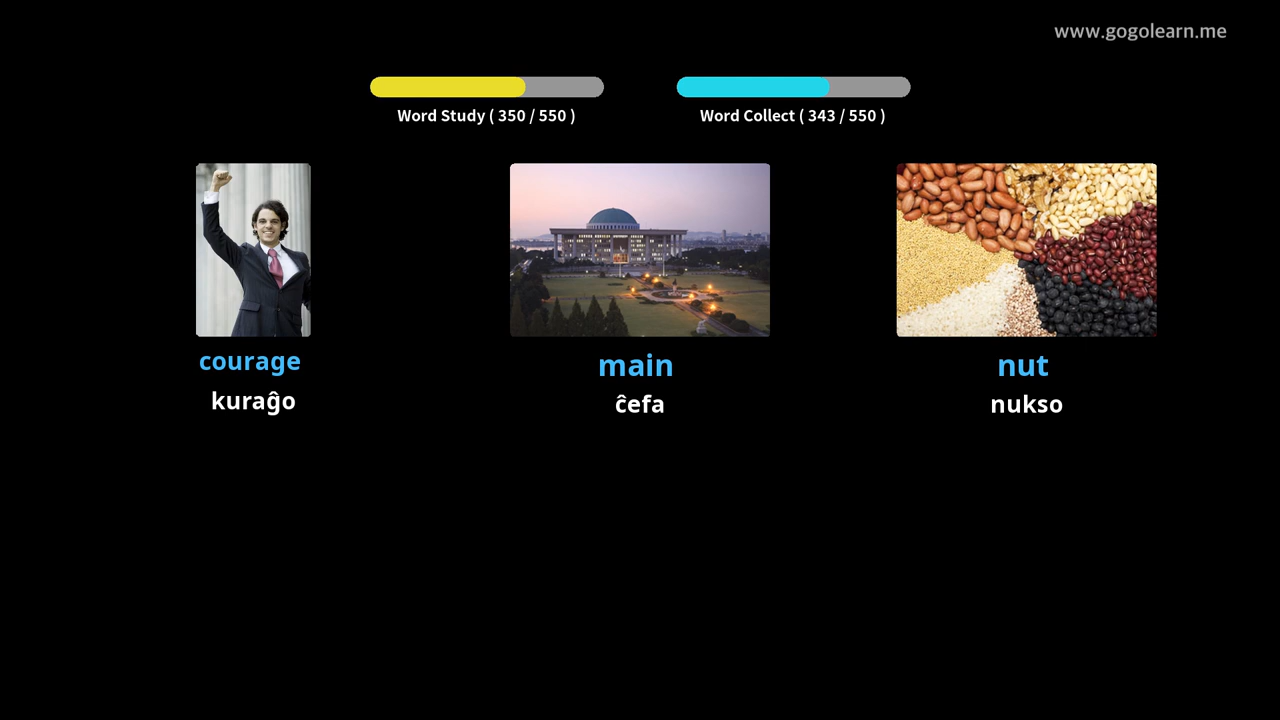 www.gogolearn.me
Word Study ( 350 / 550 )
Word Collect ( 343 / 550 )
courage
kuraĝo
main
ĉefa
nut
nukso